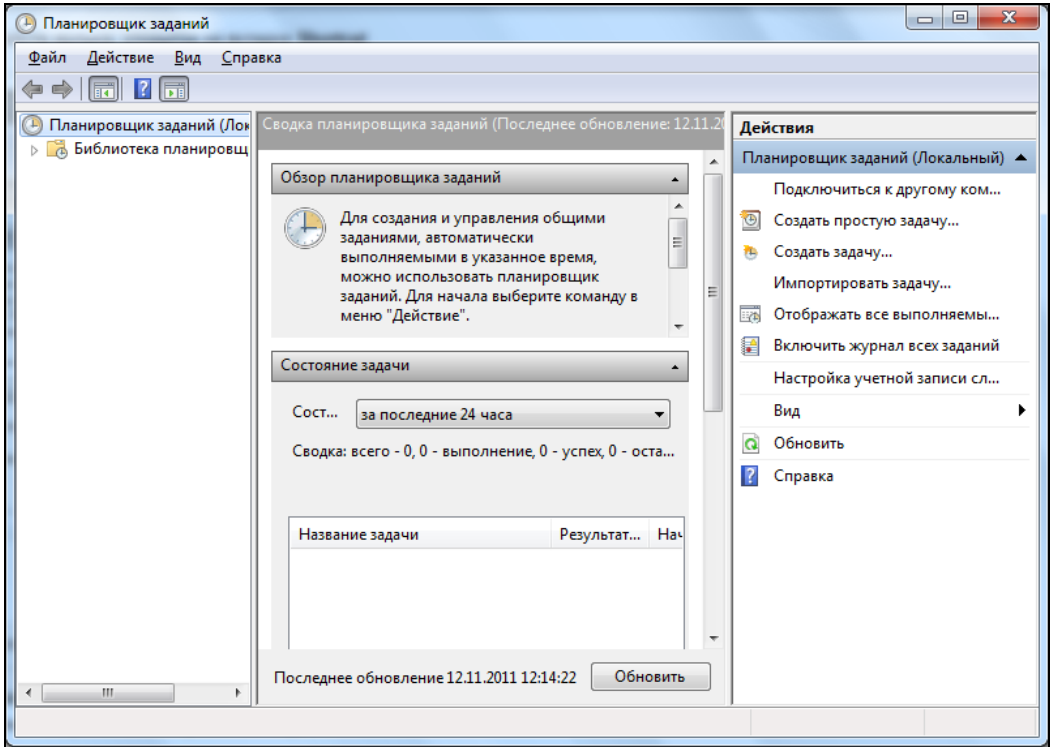 Планировщик заданий
Файл Действие Вид Справка
Планировщик заданий (Лок
Библиотека планировщ
Сводка планировщика заданий (Последнее обновление: 12.11.20
Обзор планировщика заданий
Для создания и управления общими
заданиями, автоматически
выполняемыми в указанное время,
можно использовать планировщик
заданий. Для начала выберите команду в
меню "Действие".
Состояние задачи
Сост... за последние 24 часа
Сводка: всего - 0, 0 - выполнение, 0 - успех, 0 - оста...
Название задачи Результат... Нач
Последнее обновление 12.11.2011 12:14:22 Обновить
Действия
Планировщик заданий (Локальный)
Подключиться к другому ком...
Создать простую задачу...
Создать задачу...
Импортировать задачу...
Отображать все выполняемы...
Включить журнал всех заданий
Настройка учетной записи сл...
Вид
Обновить
Справка